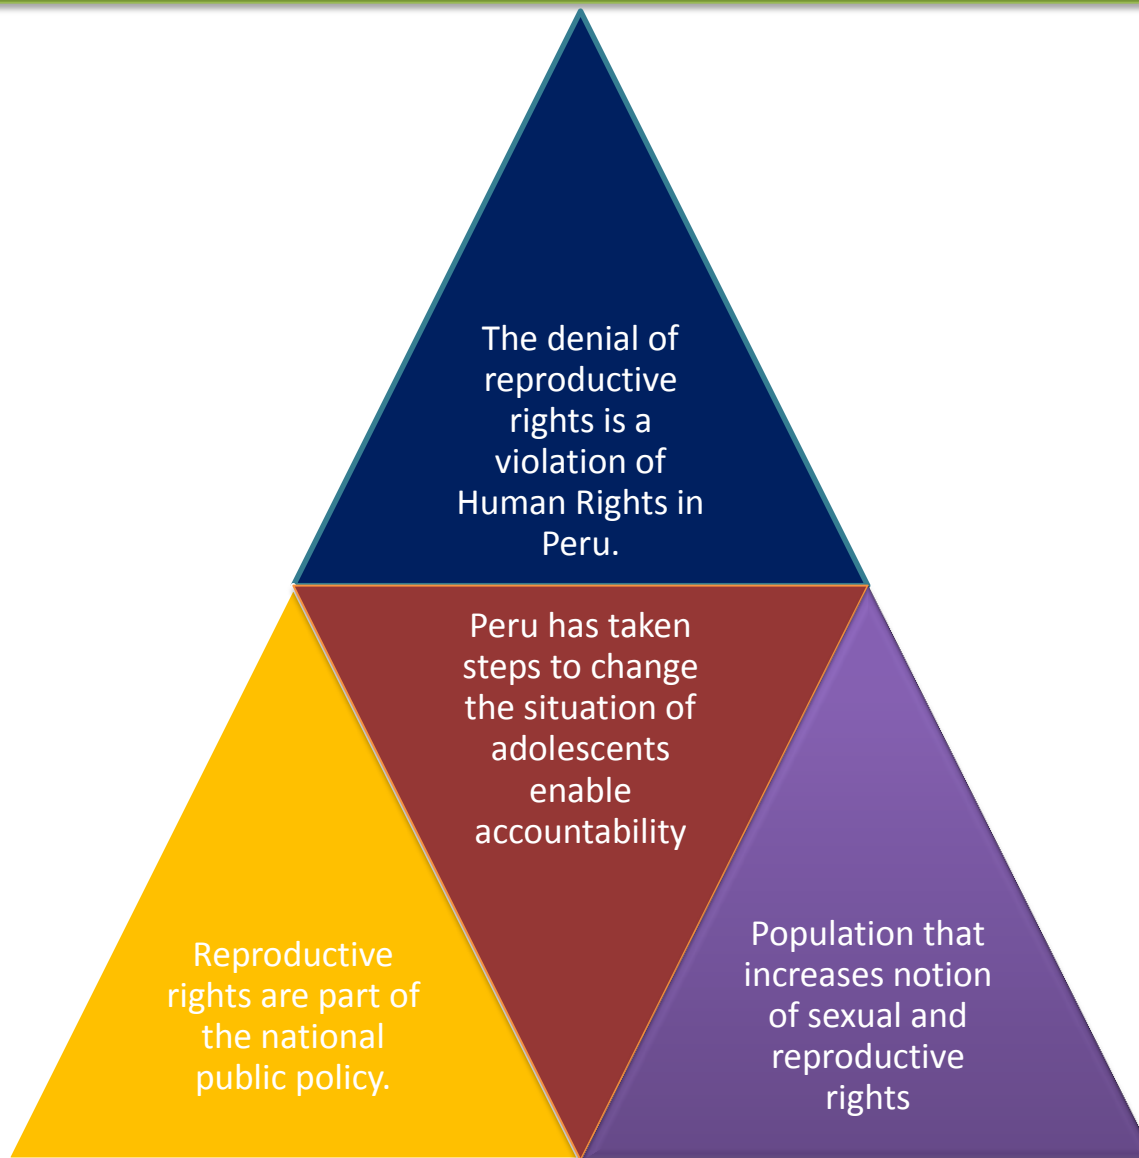 The denial of
reproductive
rights is a
violation of
Human Rights in
Peru.
Peru has taken
steps to change
the situation of
adolescents
enable
accountability
Reproductive
rights are part of
the national
public policy.
Population that
increases notion
of sexual and
reproductive
rights